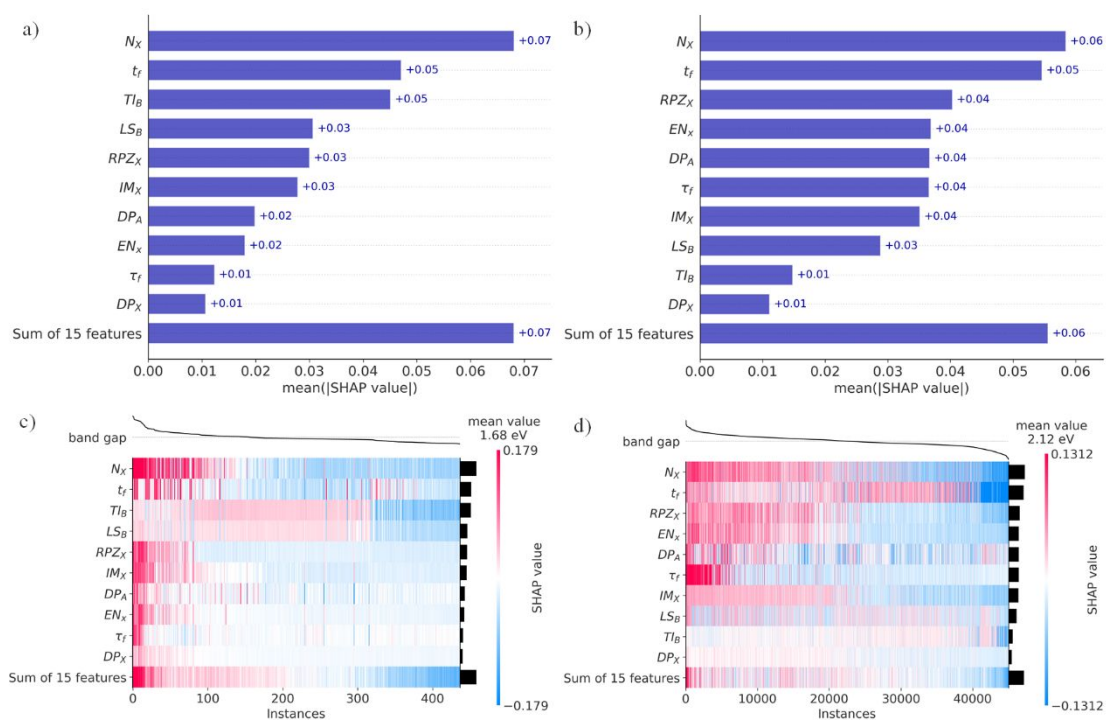 a)
N_X +0.07
t_f +0.05
TI_B +0.05
LS_B +0.03
RPZ_X +0.03
IM_X +0.03
DP_A +0.02
EN_x +0.02
τ_f +0.01
DP_X +0.01
Sum of 15 features +0.07
0.00 0.01 0.02 0.03 0.04 0.05 0.06 0.07
mean(|SHAP value|)
b)
N_X +0.06
t_f +0.05
RPZ_X +0.04
EN_x +0.04
DP_A +0.04
τ_f +0.04
IM_X +0.04
LS_B +0.03
TI_B +0.01
DP_X +0.01
Sum of 15 features +0.06
0.00 0.01 0.02 0.03 0.04 0.05 0.06
mean(|SHAP value|)
c)
mean value
1.68 eV
band gap
0.179
N_X
t_f
TI_B
LS_B
RPZ_X
IM_X
DP_A
EN_x
τ_f
DP_X
Sum of 15 features
SHAP value
−0.179
0 100 200 300 400
Instances
d)
mean value
2.12 eV
band gap
0.1312
N_X
t_f
RPZ_X
EN_x
DP_A
τ_f
IM_X
LS_B
TI_B
DP_X
Sum of 15 features
SHAP value
−0.1312
0 10000 20000 30000 40000
Instances